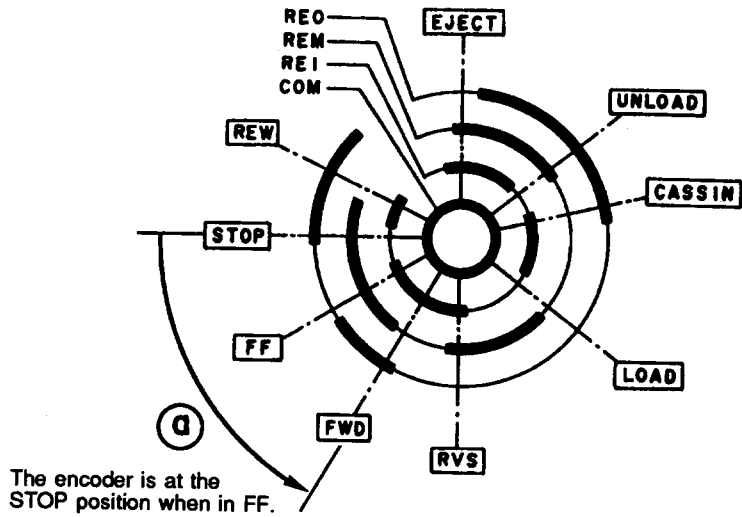 REO
EJECT
REM
REI
COM
UNLOAD
REW
CASSIN
STOP
FF
LOAD
FWD
RVS
a
The encoder is at the
STOP position when in FF.